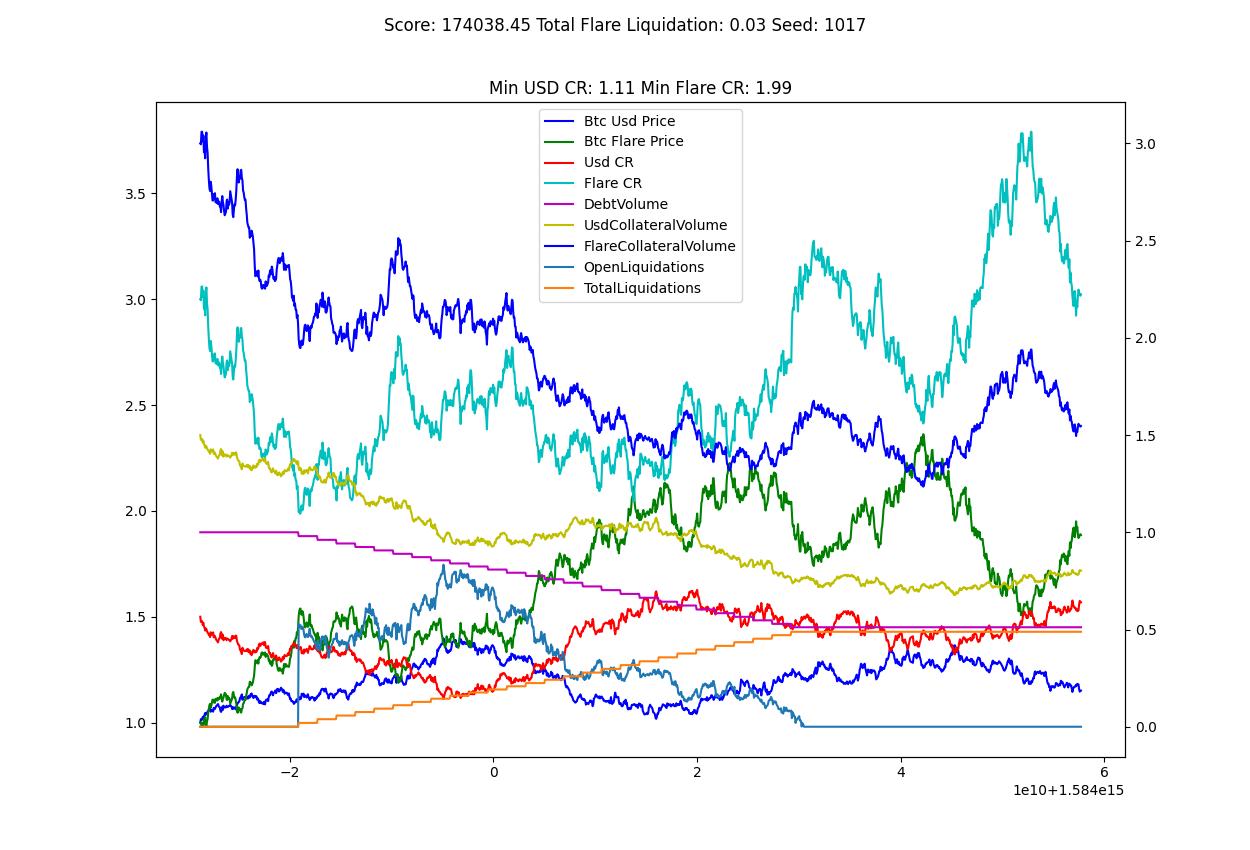 Score: 174038.45 Total Flare Liquidation: 0.03 Seed: 1017
Min USD CR: 1.11 Min Flare CR: 1.99
Btc Usd Price
Btc Flare Price
Usd CR
Flare CR
DebtVolume
UsdCollateralVolume
FlareCollateralVolume
OpenLiquidations
TotalLiquidations
3.5
3.0
2.5
2.0
1.5
1.0
3.0
2.5
2.0
1.5
1.0
0.5
0.0
−2 0 2 4 6
1e10+1.584e15